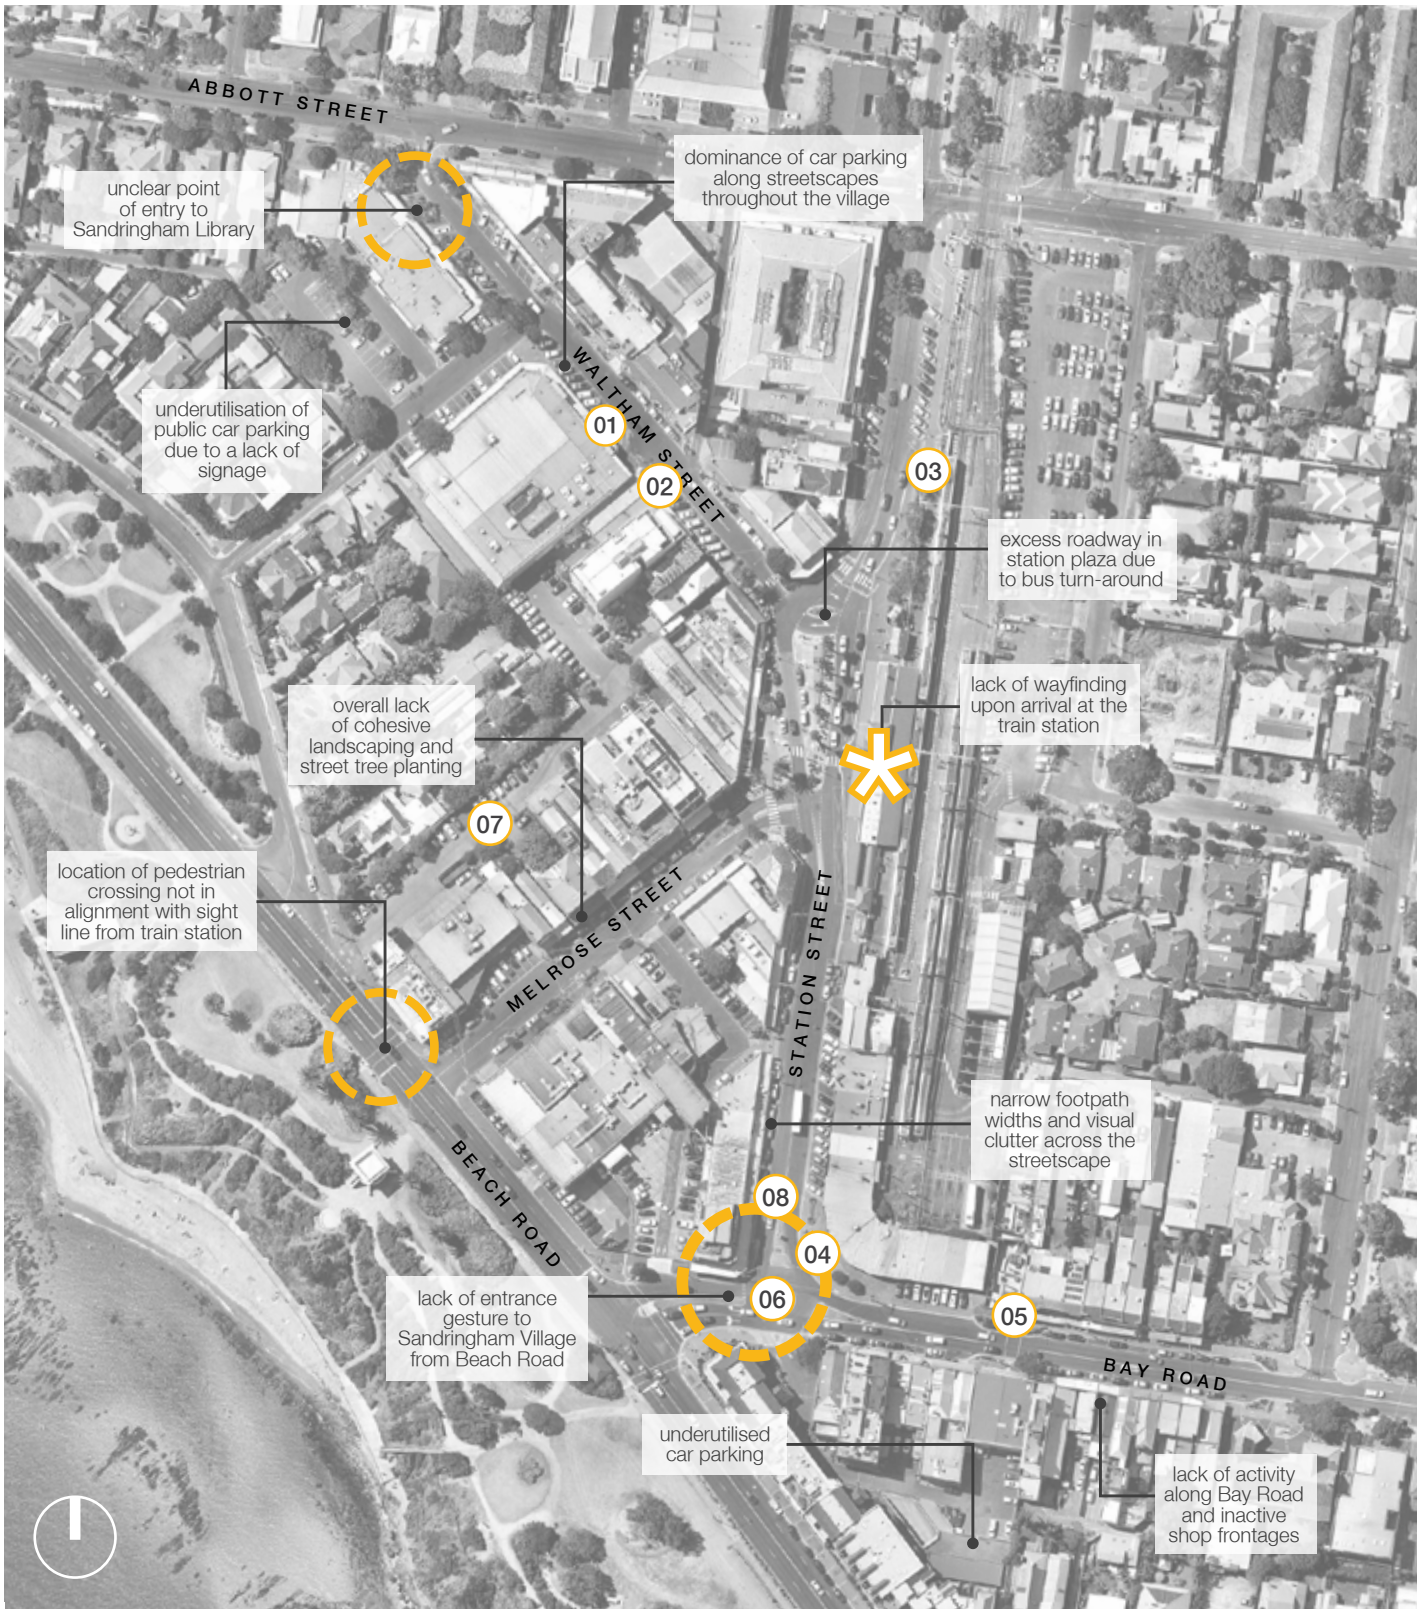 ABBOTT STREET
dominance of car parking
along streetscapes
throughout the village
unclear point
of entry to
Sandringham Library
WALTHAM STREET
underutilisation of
public car parking
due to a lack of
signage
01
02
03
excess roadway in
station plaza due
to bus turn-around
lack of wayfinding
upon arrival at the
train station
overall lack
of cohesive
landscaping and
street tree planting
07
location of pedestrian
crossing not in
alignment with sight
line from train station
MELROSE STREET
STATION STREET
narrow footpath
widths and visual
clutter across the
streetscape
BEACH ROAD
08
04
06
05
lack of entrance
gesture to
Sandringham Village
from Beach Road
BAY ROAD
underutilised
car parking
lack of activity
along Bay Road
and inactive
shop frontages